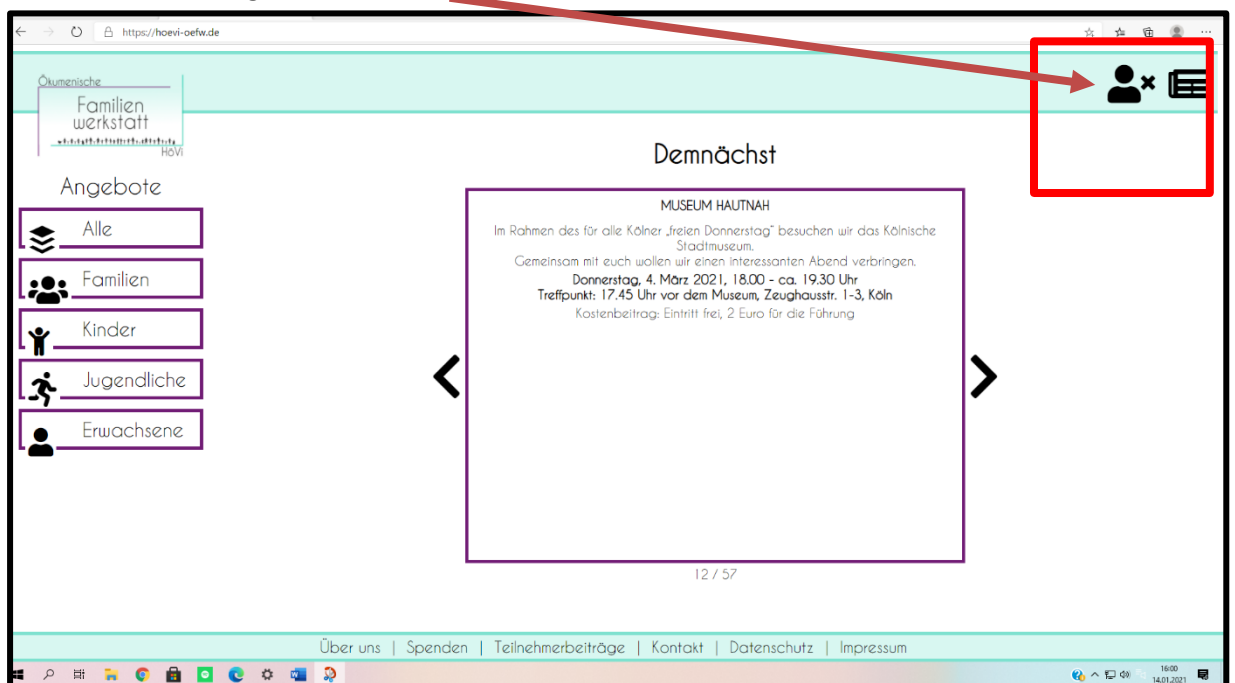 https://hoevi-oefw.de
Ökumenische
Familien
werkstatt
HöVi
Angebote
Alle
Familien
Kinder
Jugendliche
Erwachsene
Demnächst
MUSEUM HAUTNAH
Im Rahmen des für alle Kölner „freien Donnerstag“ besuchen wir das Kölnische
Stadtmuseum.
Gemeinsam mit euch wollen wir einen interessanten Abend verbringen.
Donnerstag, 4. März 2021, 18.00 - ca. 19.30 Uhr
Treffpunkt: 17.45 Uhr vor dem Museum, Zeughausstr. 1-3, Köln
Kostenbeitrag: Eintritt frei, 2 Euro für die Führung
12 / 57
Über uns | Spenden | Teilnehmerbeiträge | Kontakt | Datenschutz | Impressum
16:00
14.01.2021